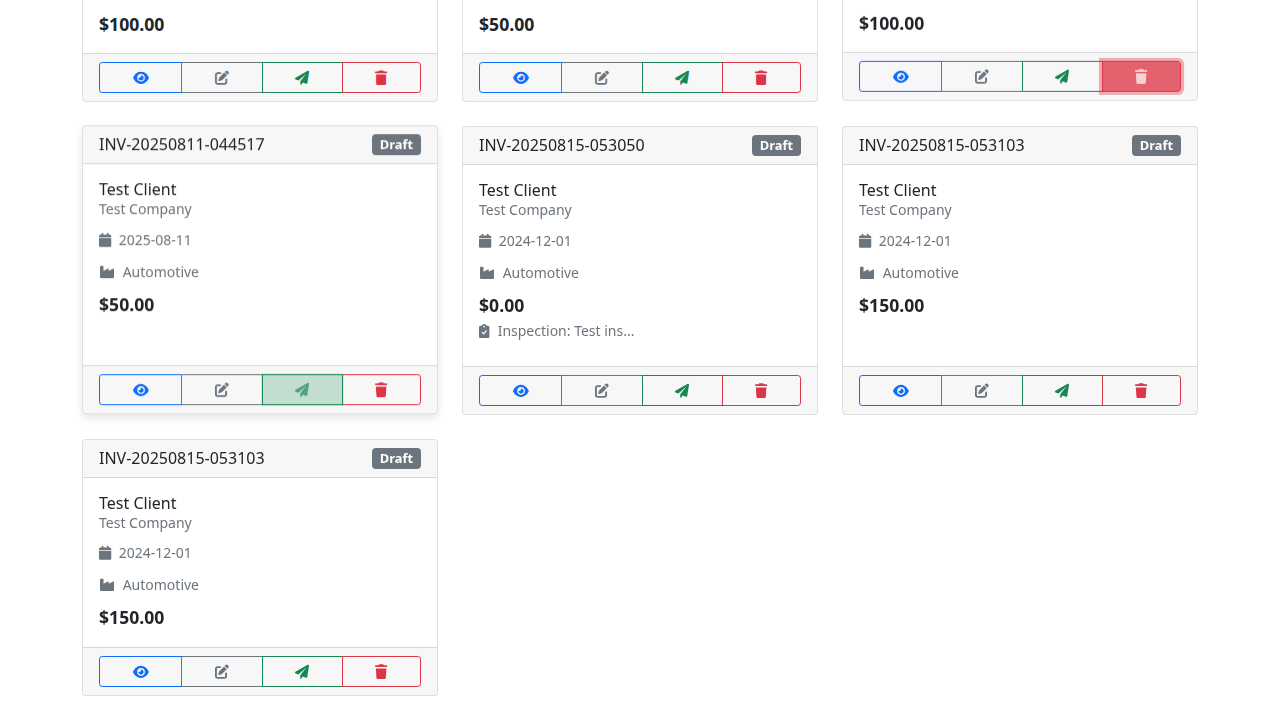 $100.00
$50.00
$100.00
INV-20250811-044517 Draft
Test Client
Test Company
2025-08-11
Automotive
$50.00
INV-20250815-053050 Draft
Test Client
Test Company
2024-12-01
Automotive
$0.00
Inspection: Test ins...
INV-20250815-053103 Draft
Test Client
Test Company
2024-12-01
Automotive
$150.00
INV-20250815-053103 Draft
Test Client
Test Company
2024-12-01
Automotive
$150.00